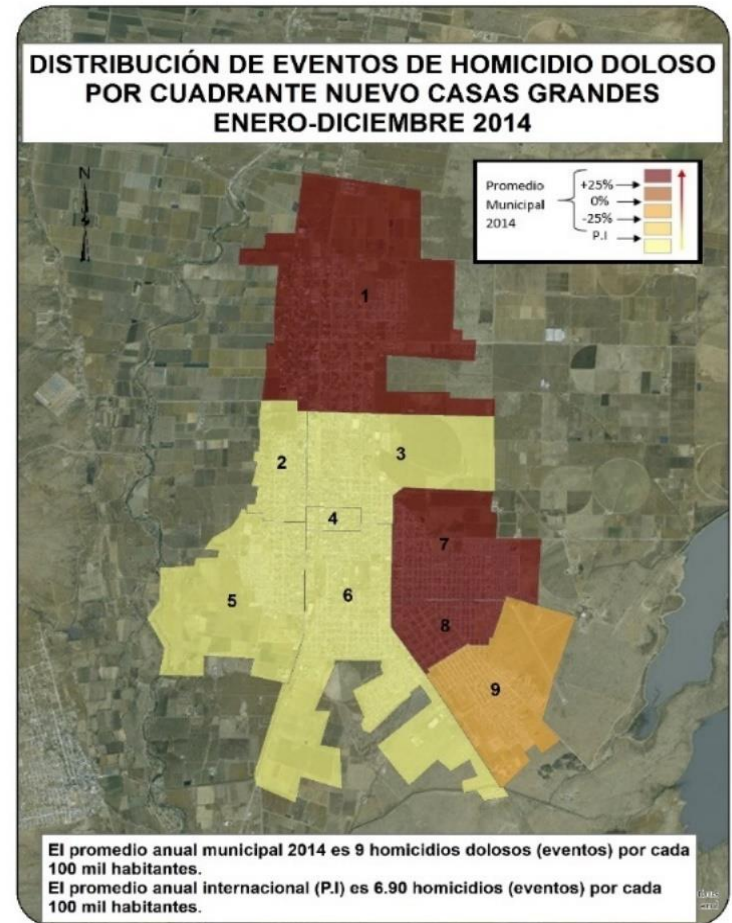 DISTRIBUCIÓN DE EVENTOS DE HOMICIDIO DOLOSO
POR CUADRANTE NUEVO CASAS GRANDES
ENERO-DICIEMBRE 2014
N
Promedio
Municipal
2014
+25%
0%
-25%
P.I
1
2
3
4
5
6
7
8
9
El promedio anual municipal 2014 es 9 homicidios dolosos (eventos) por cada
100 mil habitantes.
El promedio anual internacional (P.I) es 6.90 homicidios (eventos) por cada
100 mil habitantes.